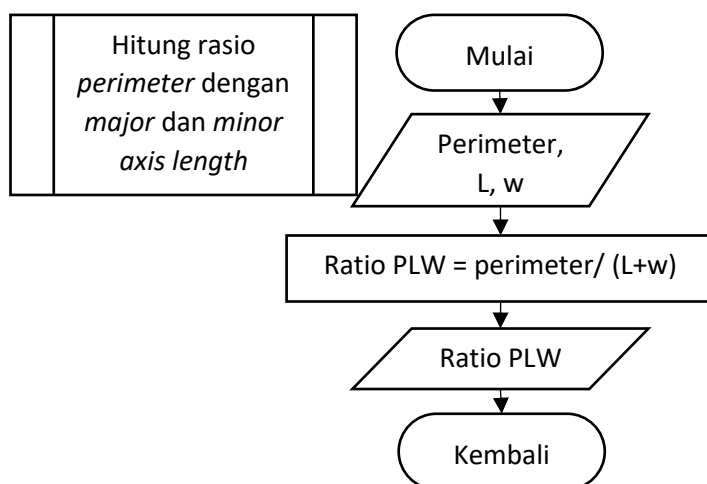 Hitung rasio
perimeter dengan
major dan minor
axis length
Mulai
Perimeter,
L, w
Ratio PLW = perimeter/ (L+w)
Ratio PLW
Kembali